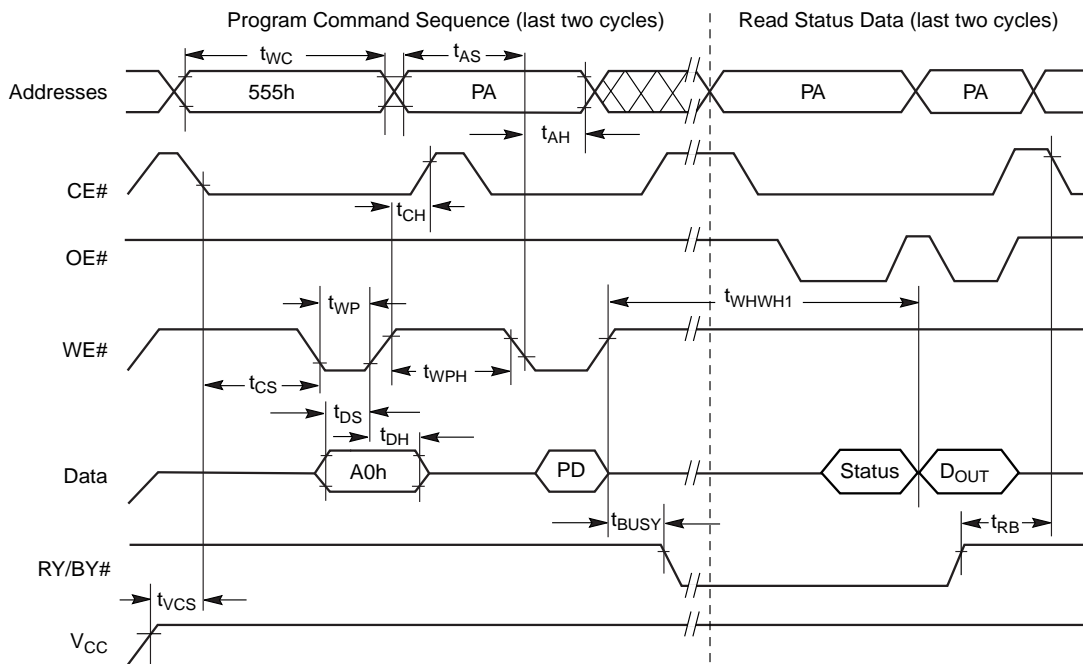 Program Command Sequence (last two cycles) Read Status Data (last two cycles)
tWC tAS
Addresses 555h PA PA PA
tAH
CE#
tCH
OE#
tWP tWHWH1
WE#
tCS tWPH
tDS
tDH
Data A0h PD Status DOUT
tBUSY tRB
RY/BY#
tVCS
VCC